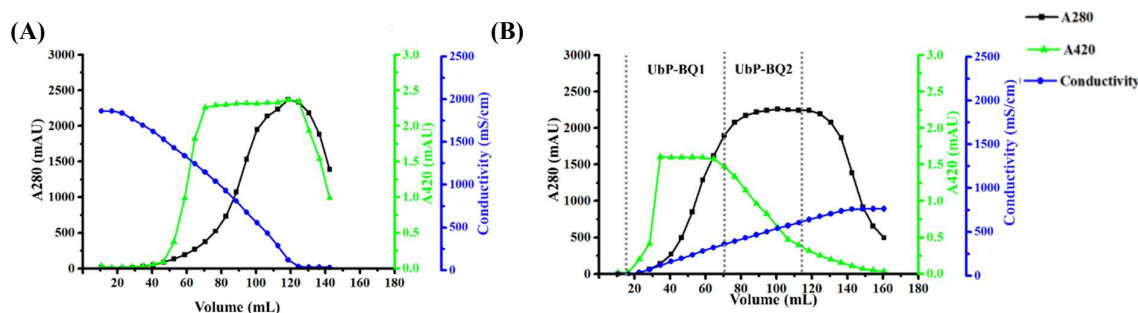 (A)
3000
2500
2000
1500
1000
500
0
A280 (mAU)
20 40 60 80 100 120 140 160 180
Volume (mL)
3.0
2.5
2.0
1.5
1.0
0.5
0.0
A420 (mAU)
2500
2000
1500
1000
500
0
Conductivity (mS/cm)
(B)
UbP-BQ1 UbP-BQ2
3000
2500
2000
1500
1000
500
0
A280 (mAU)
20 40 60 80 100 120 140 160 180
Volume (mL)
3.0
2.5
2.0
1.5
1.0
0.5
0.0
A420 (mAU)
2500
2000
1500
1000
500
0
Conductivity (mS/cm)
A280
A420
Conductivity